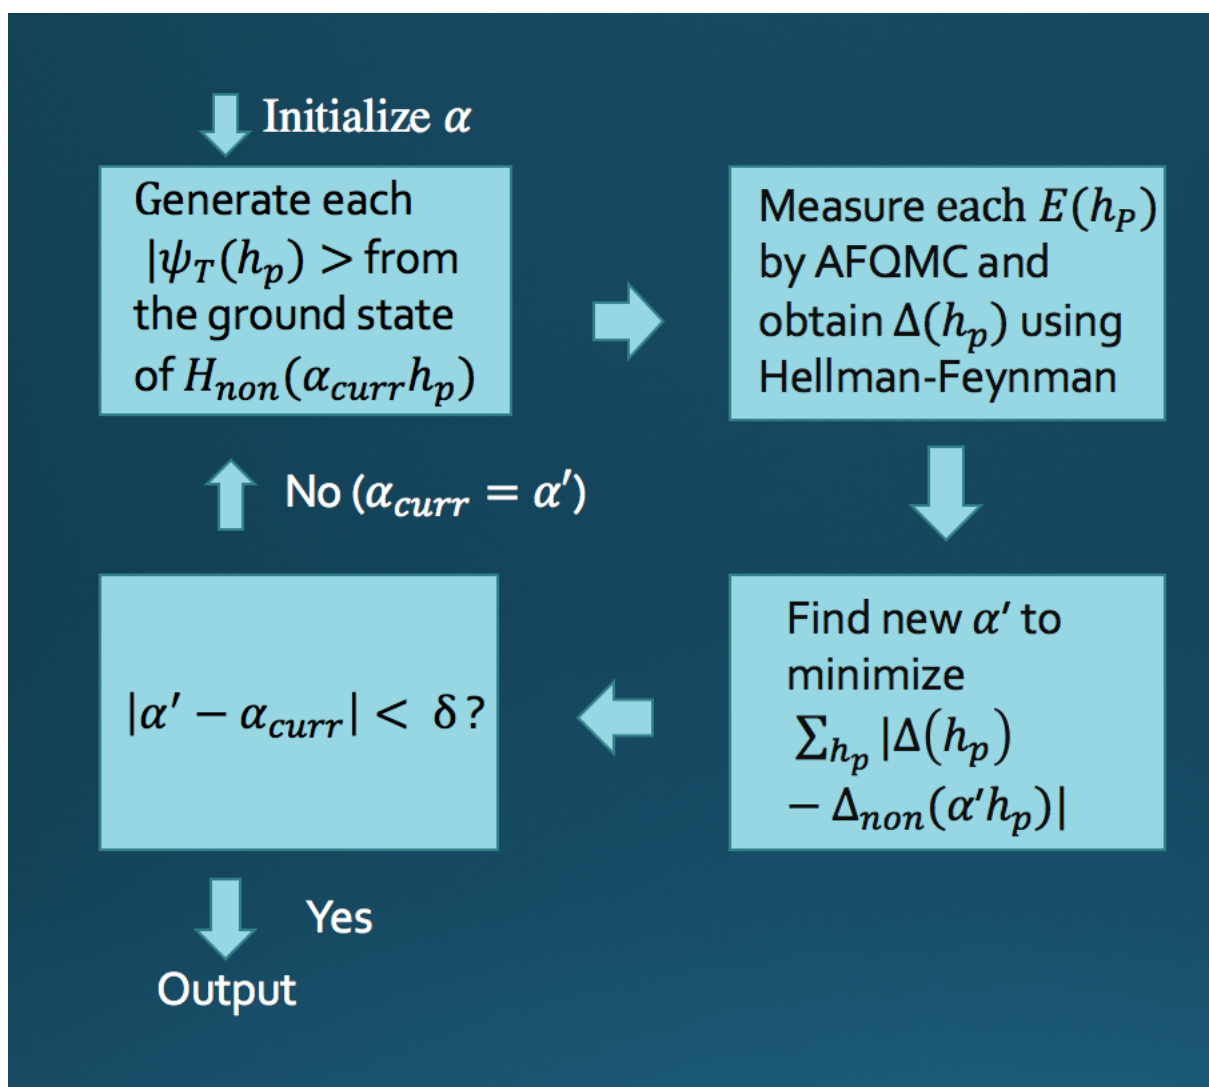 Initialize α
Generate each
|ψ_T(h_p) > from
the ground state
of H_non(α_curr h_p)
Measure each E(h_P)
by AFQMC and
obtain Δ(h_p) using
Hellman-Feynman
No (α_curr = α′)
Find new α′ to
minimize
∑_h_p |Δ(h_p)
− Δ_non(α′h_p)|
|α′ − α_curr| < δ ?
Yes
Output